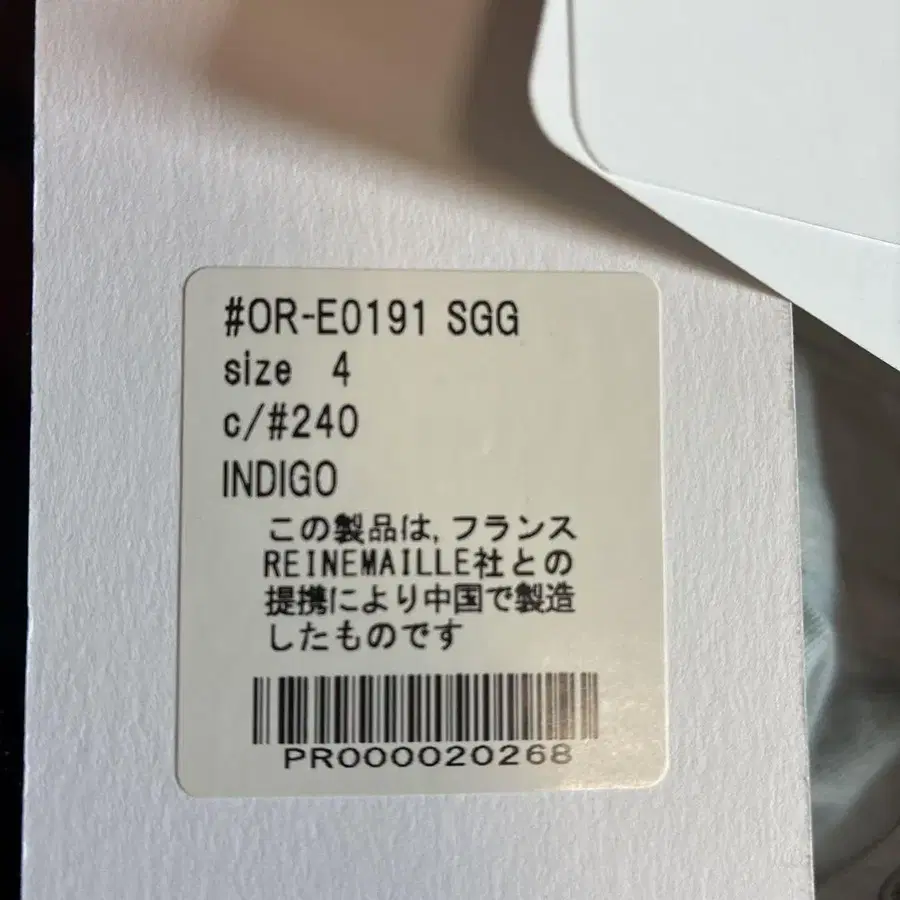 #OR-E0191 SGG
size 4
c/#240
INDIGO
この製品は,フランス
REINEMAILLE社との
提携により中国で製造
したものです
PR000020268